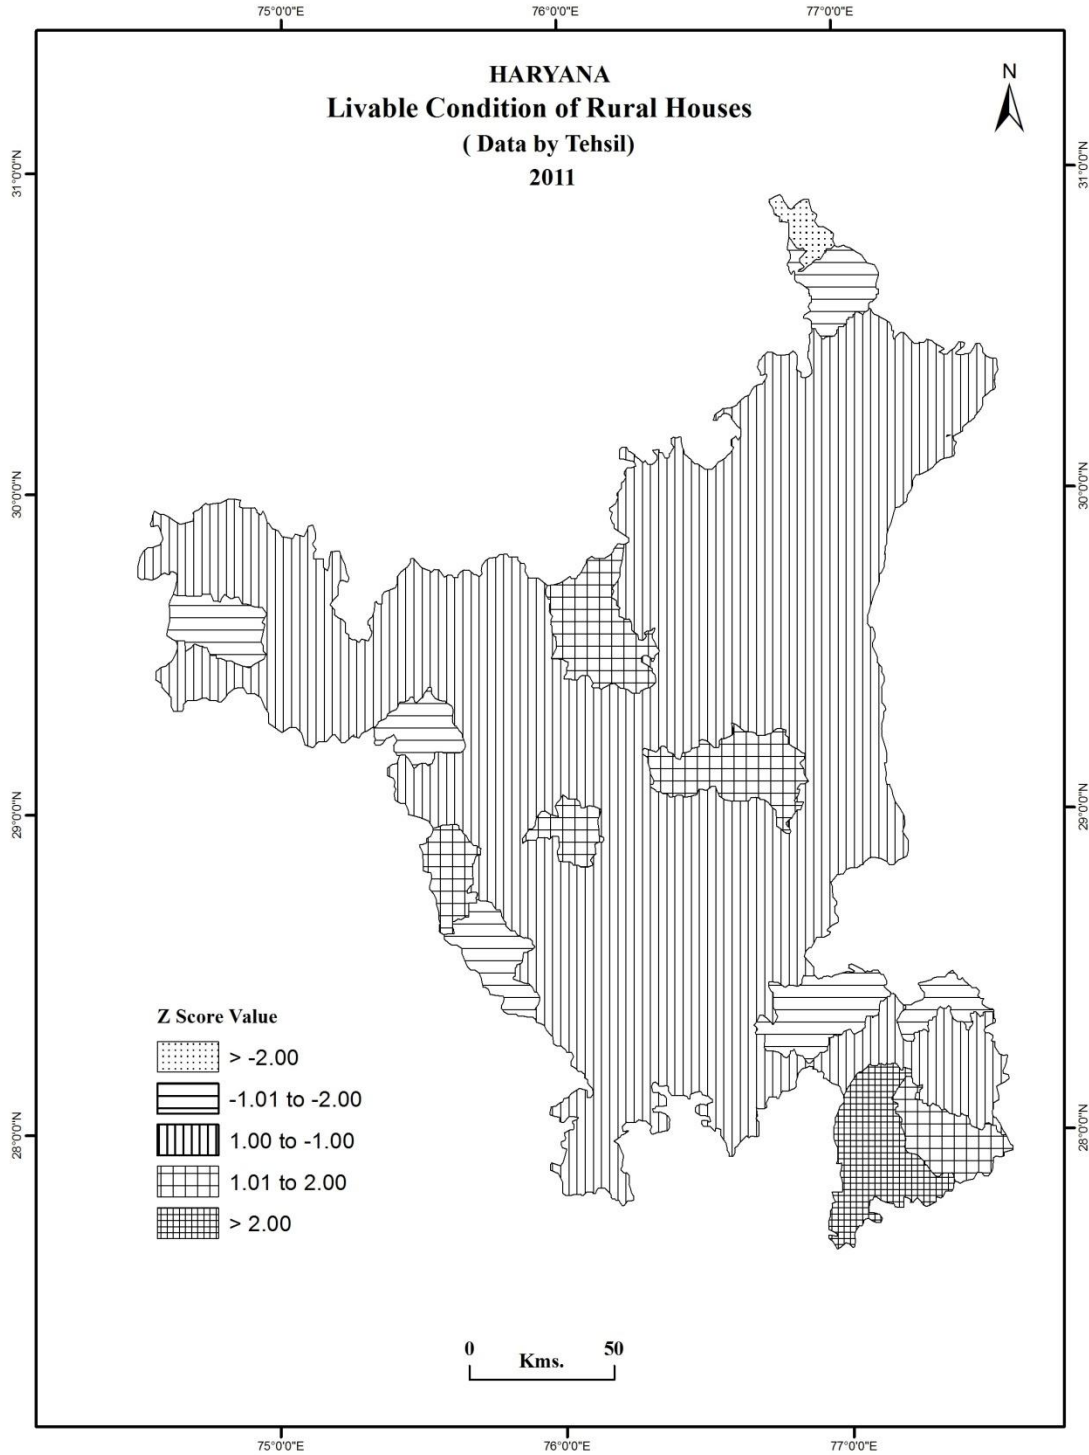 75°0'0"E 76°0'0"E 77°0'0"E
HARYANA
Livable Condition of Rural Houses
( Data by Tehsil)
2011
N
31°0'0"N 31°0'0"N
30°0'0"N 30°0'0"N
29°0'0"N 29°0'0"N
28°0'0"N 28°0'0"N
Z Score Value
> -2.00
-1.01 to -2.00
1.00 to -1.00
1.01 to 2.00
> 2.00
0 50
Kms.
75°0'0"E 76°0'0"E 77°0'0"E